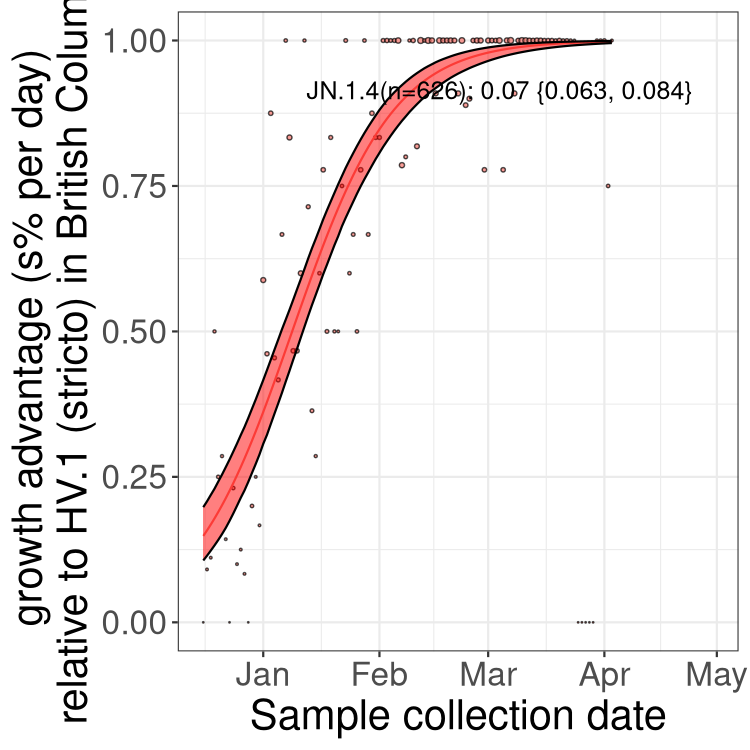 growth advantage (s% per day)
relative to HV.1 (stricto) in British Colum
1.00
0.75
0.50
0.25
0.00
JN.1.4(n=626): 0.07 {0.063, 0.084}
Jan Feb Mar Apr May
Sample collection date